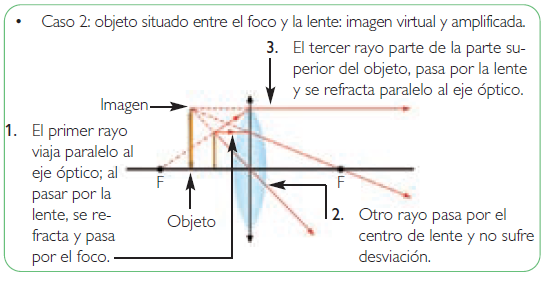 • Caso 2: objeto situado entre el foco y la lente: imagen virtual y amplificada.
3. El tercer rayo parte de la parte su-
perior del objeto, pasa por la lente
y se refracta paralelo al eje óptico.
Imagen
1. El primer rayo
viaja paralelo al
eje óptico; al
pasar por la
lente, se re-
fracta y pasa
por el foco.
F
Objeto
F
2. Otro rayo pasa por el
centro de lente y no sufre
desviación.